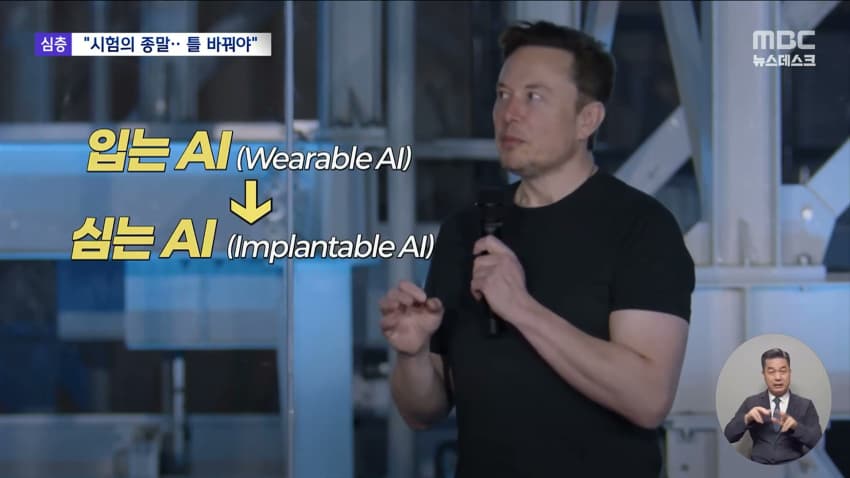 심층 "시험의 종말‥ 틀 바꿔야"
MBC
뉴스데스크
입는 AI (Wearable AI)
심는 AI (Implantable AI)